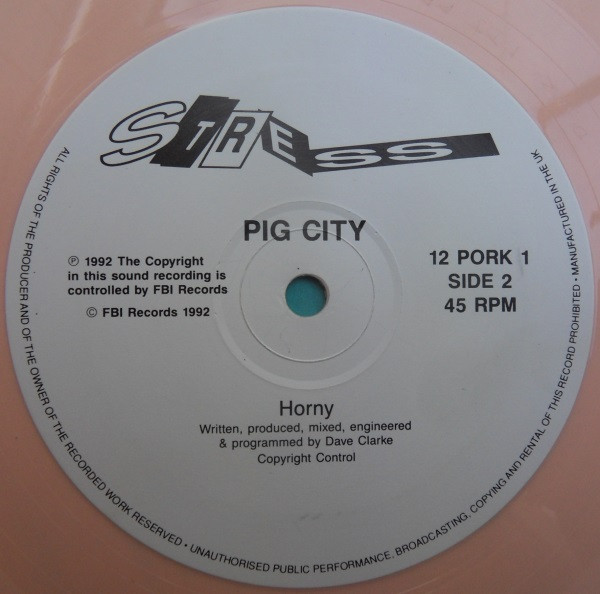 STRESS
PIG CITY
℗ 1992 The Copyright
in this sound recording is
controlled by FBI Records
© FBI Records 1992
12 PORK 1
SIDE 2
45 RPM
Horny
Written, produced, mixed, engineered
& programmed by Dave Clarke
Copyright Control
ALL RIGHTS OF THE PRODUCER AND OF THE OWNER OF THE RECORDED WORK RESERVED • UNAUTHORISED PUBLIC PERFORMANCE, BROADCASTING, COPYING AND RENTAL OF THIS RECORD PROHIBITED • MANUFACTURED IN THE UK